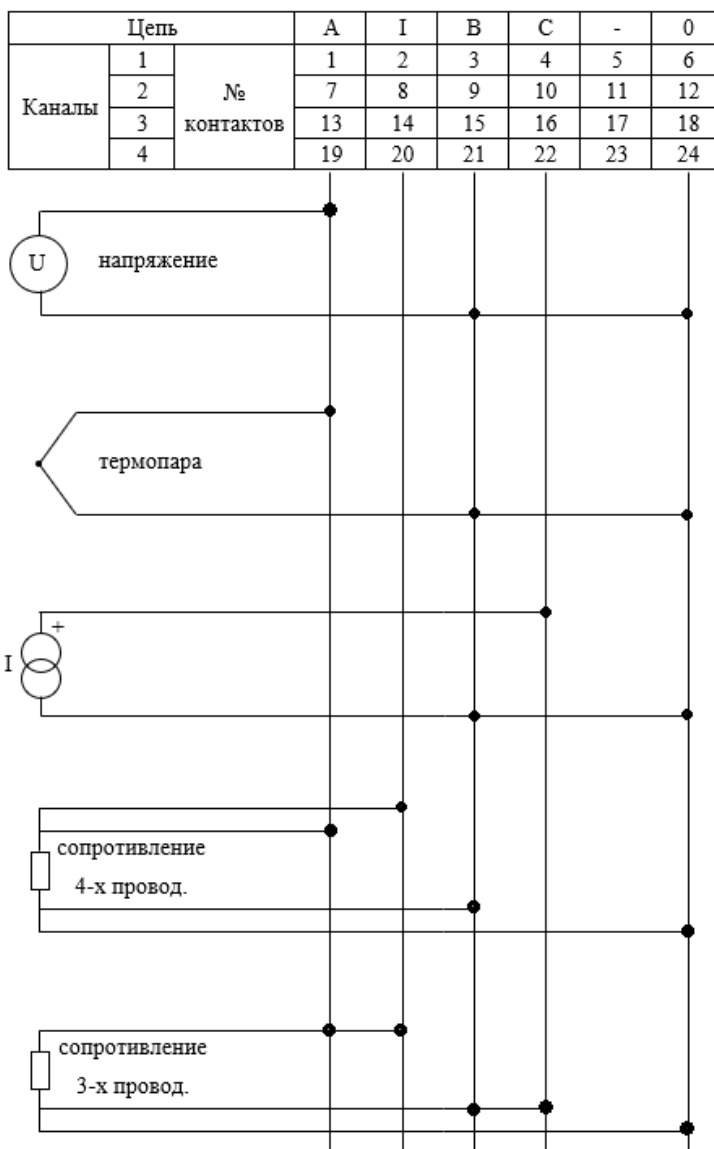 Цепь A I B C - 0
Каналы 1 № контактов 1 2 3 4 5 6
2 7 8 9 10 11 12
3 13 14 15 16 17 18
4 19 20 21 22 23 24
U напряжение
термопара
+
I
сопротивление
4-х провод.
сопротивление
3-х провод.